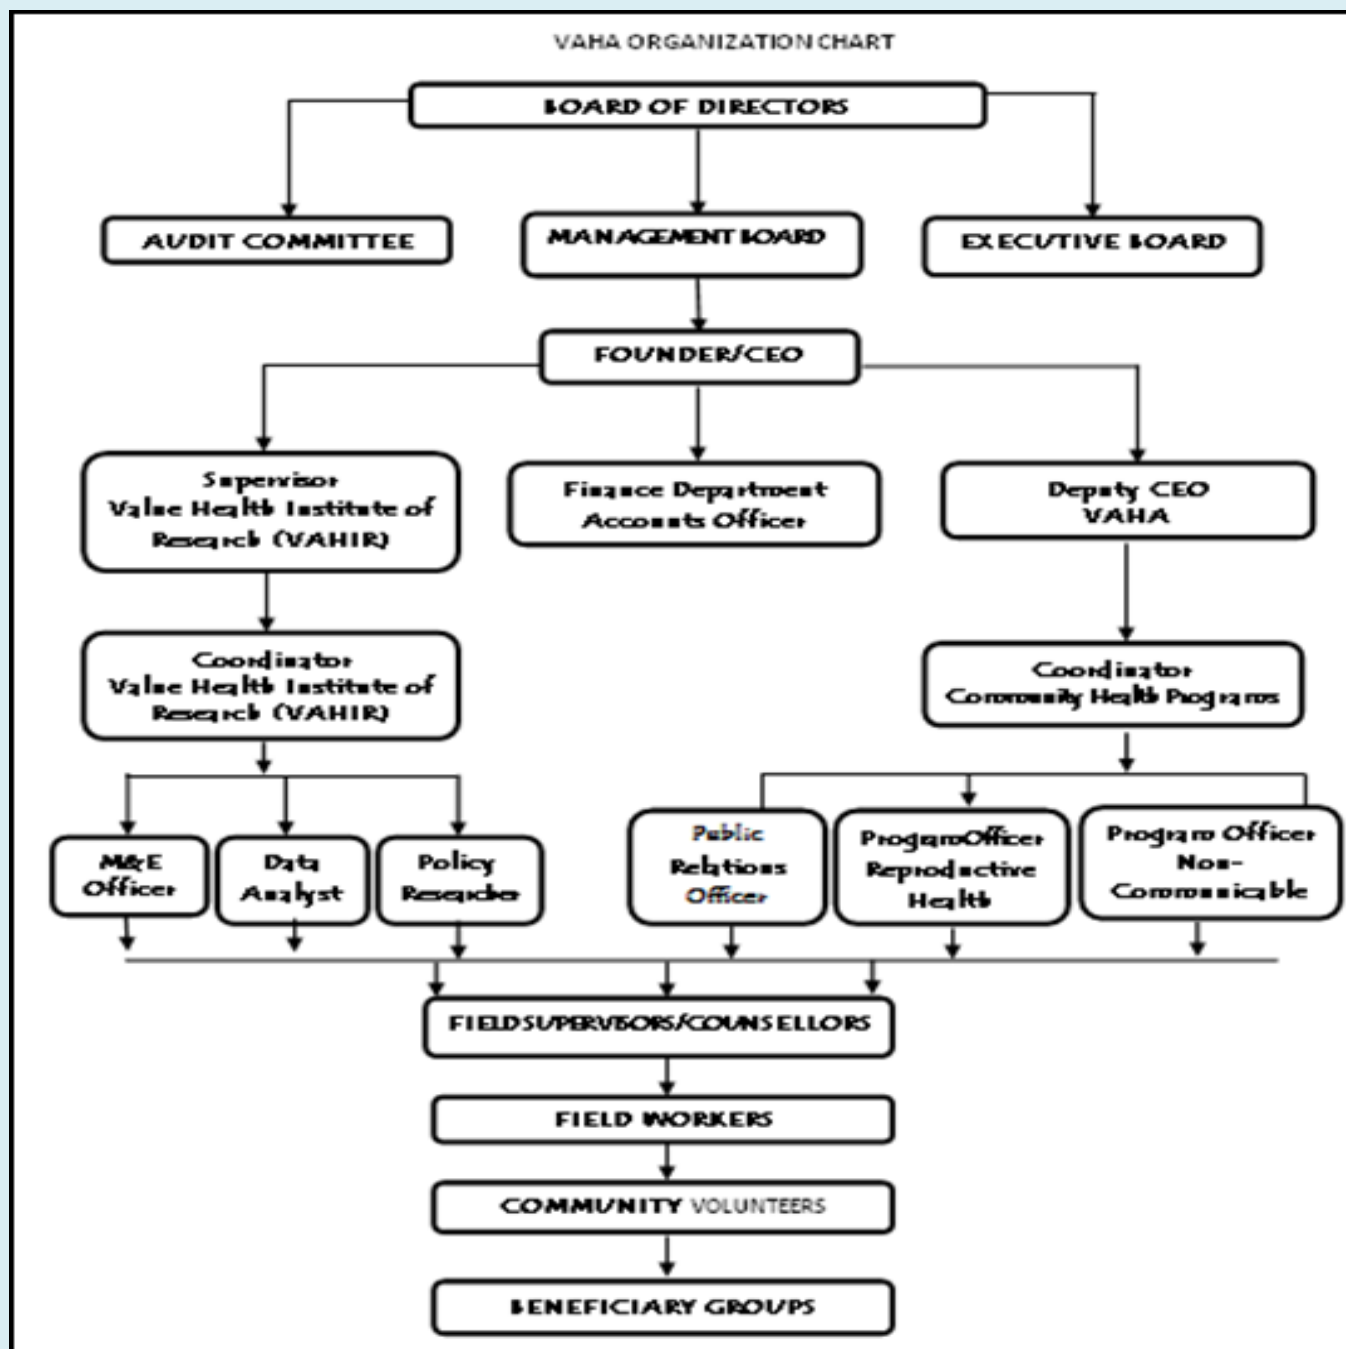 VAHA ORGANIZATION CHART
BOARD OF DIRECTORS
AUDIT COMMITTEE
MANAGEMENT BOARD
EXECUTIVE BOARD
FOUNDER/CEO
Supervisor
Value Health Institute of
Research (VAHIR)
Finance Department
Accounts Officer
Deputy CEO
VAHA
Coordinator
Value Health Institute of
Research (VAHIR)
Coordinator
Community Health Programs
M&E
Officer
Data
Analyst
Policy
Researcher
Public
Relations
Officer
Program Officer
Reproductive
Health
Program Officer
Non-
Communicable
FIELD SUPERVISORS/COUNSELLORS
FIELD WORKERS
COMMUNITY VOLUNTEERS
BENEFICIARY GROUPS